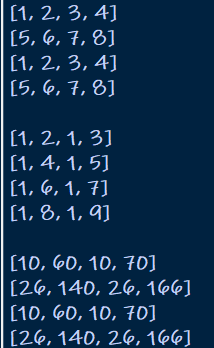 [1, 2, 3, 4]
[5, 6, 7, 8]
[1, 2, 3, 4]
[5, 6, 7, 8]

[1, 2, 1, 3]
[1, 4, 1, 5]
[1, 6, 1, 7]
[1, 8, 1, 9]

[10, 60, 10, 70]
[26, 140, 26, 166]
[10, 60, 10, 70]
[26, 140, 26, 166]